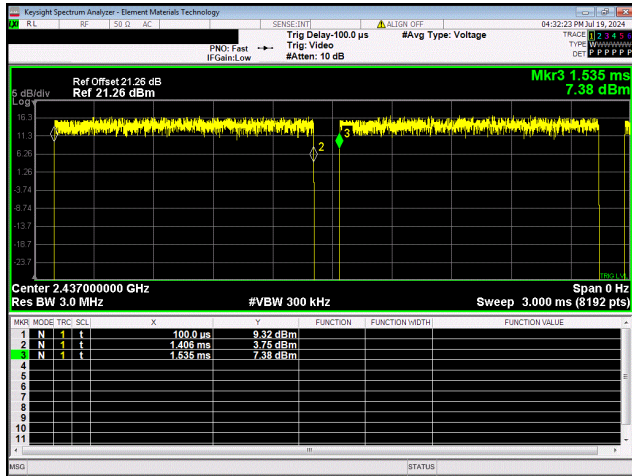 Keysight Spectrum Analyzer - Element Materials Technology
RL RF 50 Ω AC SENSE:INT ALIGN OFF 04:32:23 PM Jul 19, 2024
Trig Delay-100.0 µs #Avg Type: Voltage TRACE 1 2 3 4 5 6
PNO: Fast Trig: Video TYPE WWWWWW
IFGain:Low #Atten: 10 dB DET P P P P P P
Mkr3 1.535 ms
7.38 dBm
Ref Offset 21.26 dB
5 dB/div Ref 21.26 dBm
Log
16.3
11.3
6.26
1.26
-3.74
-8.74
-13.7
-18.7
-23.7
2
3
TRIG LVL
Center 2.437000000 GHz Span 0 Hz
Res BW 3.0 MHz #VBW 300 kHz Sweep 3.000 ms (8192 pts)
MKR MODE TRC SCL X Y FUNCTION FUNCTION WIDTH FUNCTION VALUE
1 N 1 t 100.0 µs 9.32 dBm
2 N 1 t 1.406 ms 3.75 dBm
3 N 1 t 1.535 ms 7.38 dBm
4
5
6
7
8
9
10
11
MSG STATUS